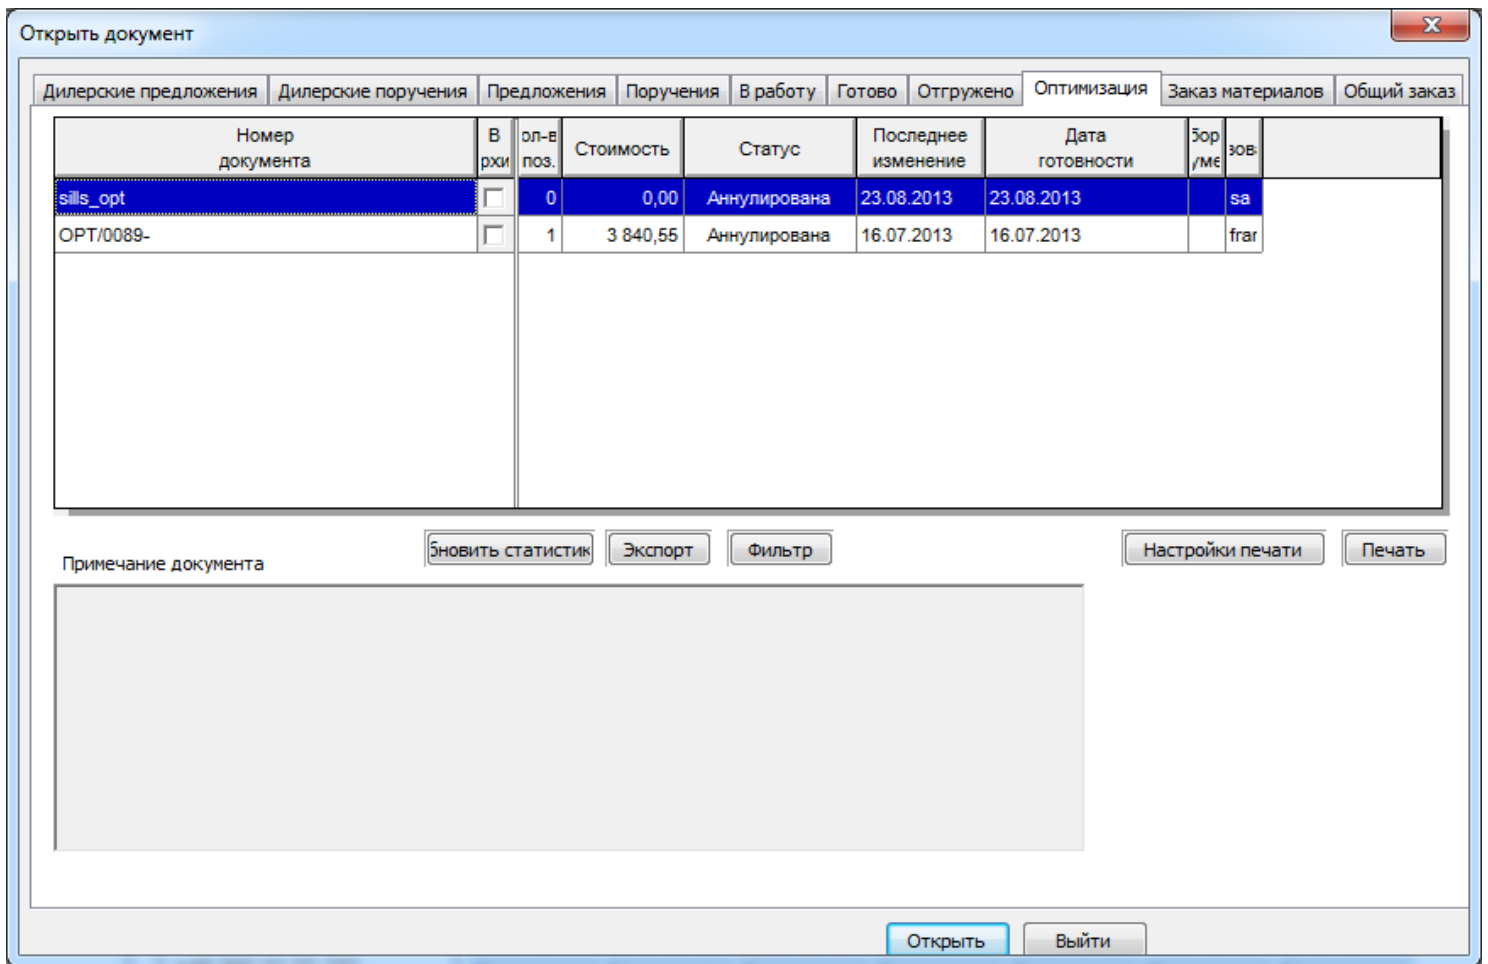 Открыть документ
Дилерские предложения Дилерские поручения Предложения Поручения В работу Готово Отгружено Оптимизация Заказ материалов Общий заказ
Номер документа В рхи ол-в поз. Стоимость Статус Последнее изменение Дата готовности бор уме зова
sills_opt 0 0,00 Аннулирована 23.08.2013 23.08.2013 sa
OPT/0089- 1 3 840,55 Аннулирована 16.07.2013 16.07.2013 frar
Примечание документа бновить статистик Экспорт Фильтр Настройки печати Печать
Открыть Выйти